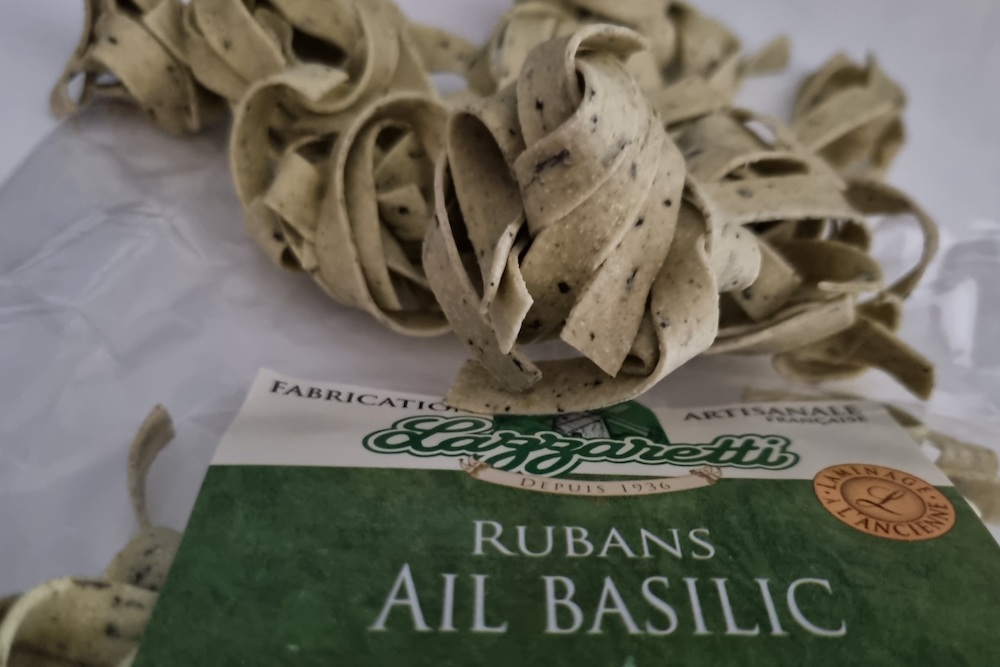 FABRICATION
ARTISANALE
FRANÇAISE
Lazzaretti
DEPUIS 1936
LAMINAGE
À L'ANCIENNE
L
RUBANS
AIL BASILIC